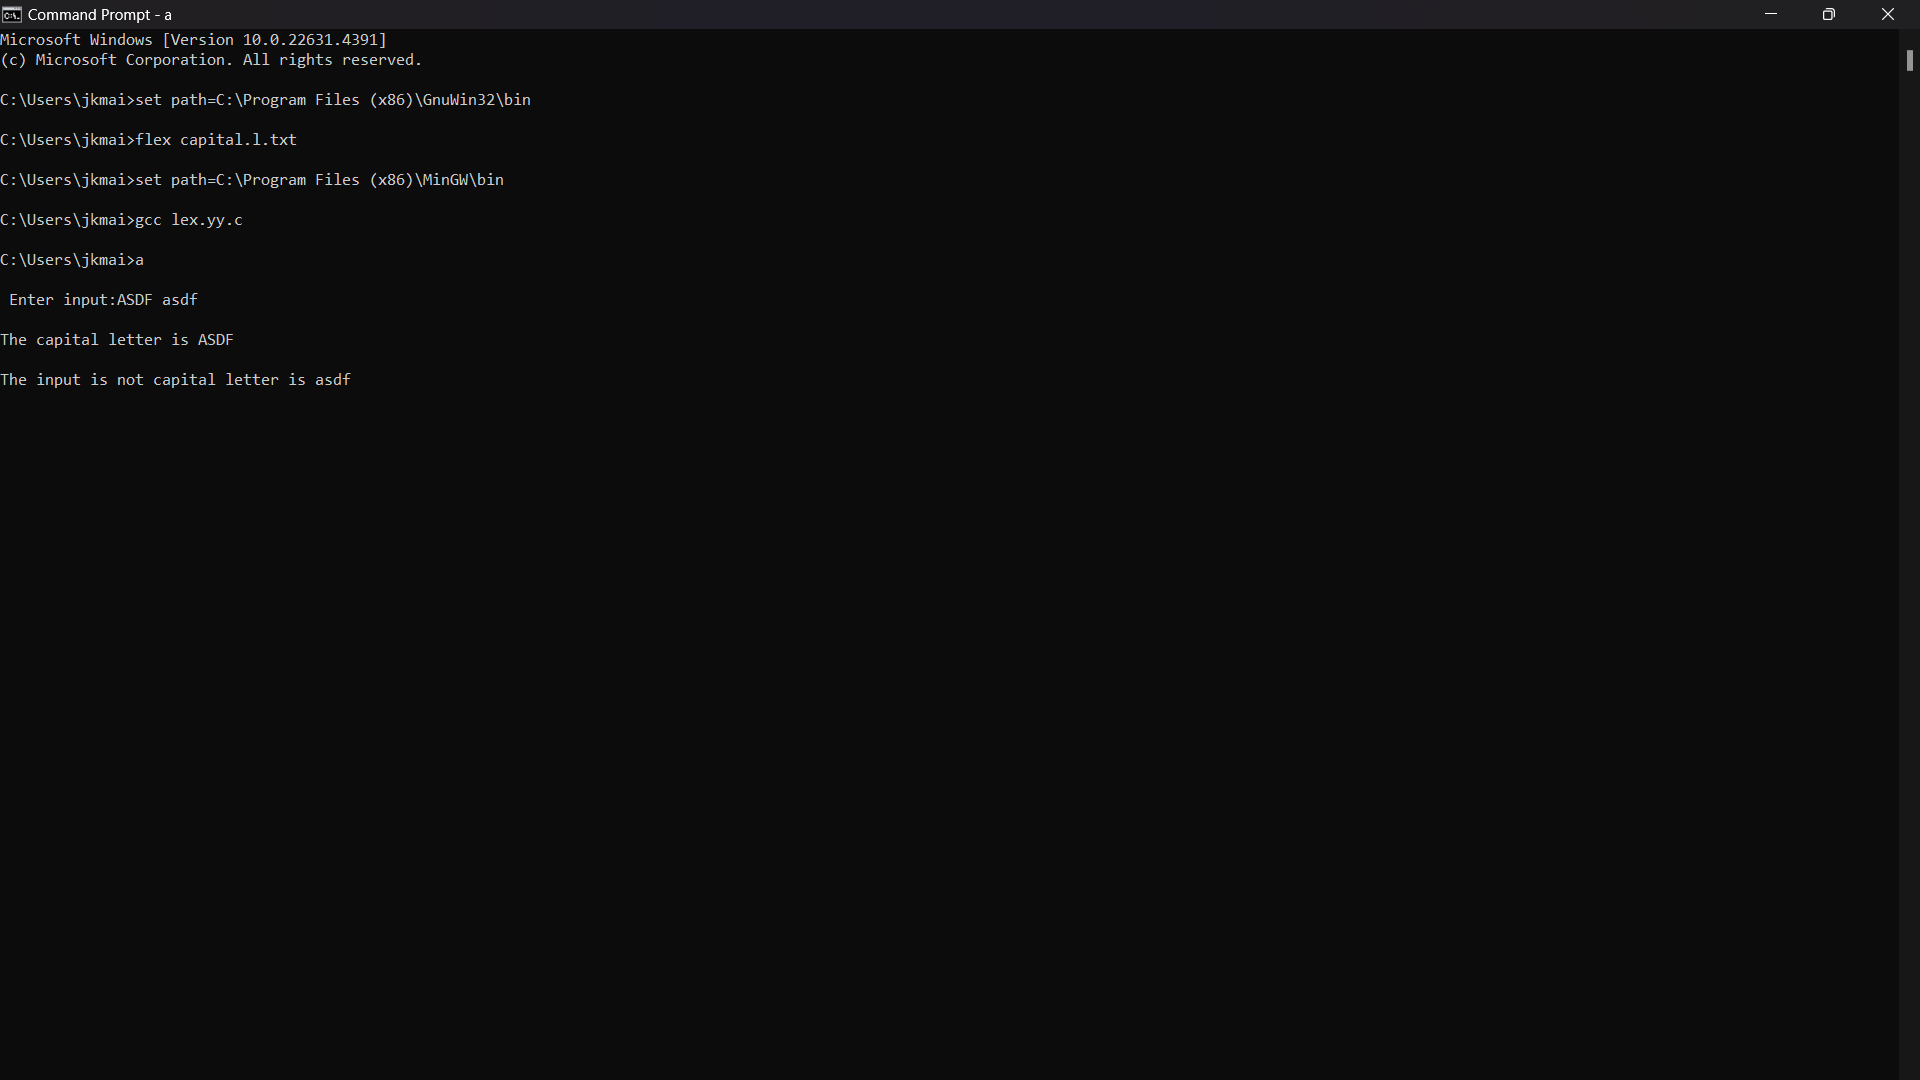 Command Prompt - a
Microsoft Windows [Version 10.0.22631.4391]
(c) Microsoft Corporation. All rights reserved.
C:\Users\jkmai>set path=C:\Program Files (x86)\GnuWin32\bin
C:\Users\jkmai>flex capital.l.txt
C:\Users\jkmai>set path=C:\Program Files (x86)\MinGW\bin
C:\Users\jkmai>gcc lex.yy.c
C:\Users\jkmai>a
Enter input:ASDF asdf
The capital letter is ASDF
The input is not capital letter is asdf